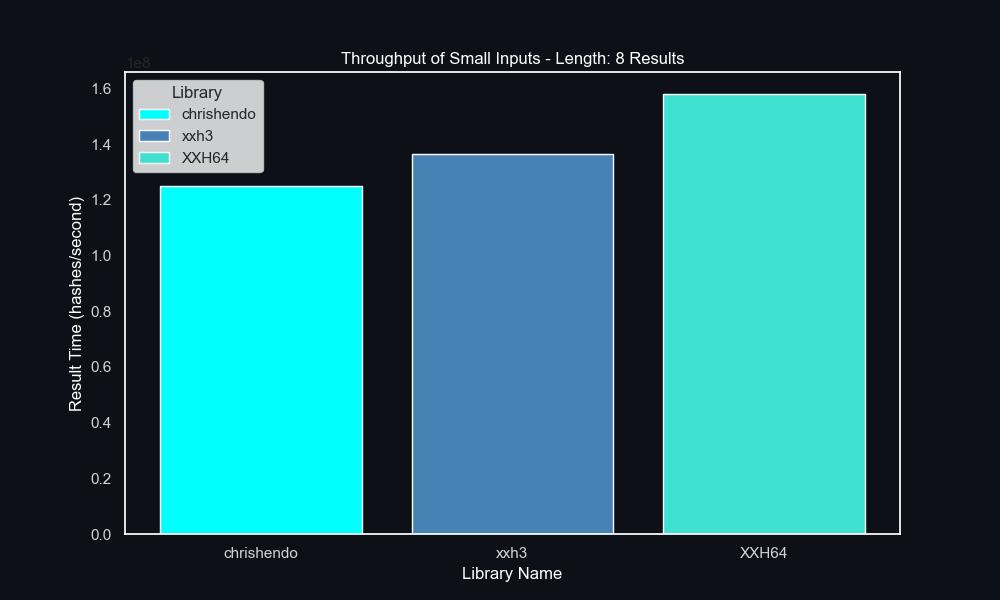 Throughput of Small Inputs - Length: 8 Results
1e8
Library
chrishendo
xxh3
XXH64
Result Time (hashes/second)
1.6
1.4
1.2
1.0
0.8
0.6
0.4
0.2
0.0
chrishendo
xxh3
XXH64
Library Name